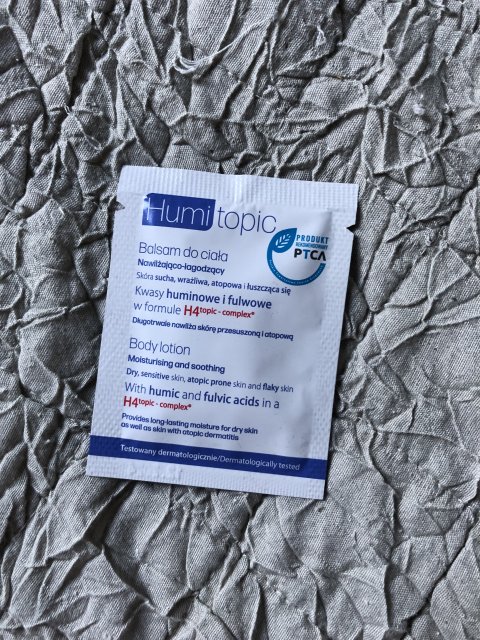 Humitopic
PRODUKT
REKOMENDOWANY
PTCA
Balsam do ciała
Nawilżająco-łagodzący
Skóra sucha, wrażliwa, atopowa i łuszcząca się
Kwasy huminowe i fulwowe
w formule H4topic - complex®
Długotrwale nawilża skórę przesuszoną i atopową
Body lotion
Moisturising and soothing
Dry, sensitive skin, atopic prone skin and flaky skin
With humic and fulvic acids in a
H4topic - complex®
Provides long-lasting moisture for dry skin
as well as skin with atopic dermatitis
Testowany dermatologicznie/Dermatologically tested